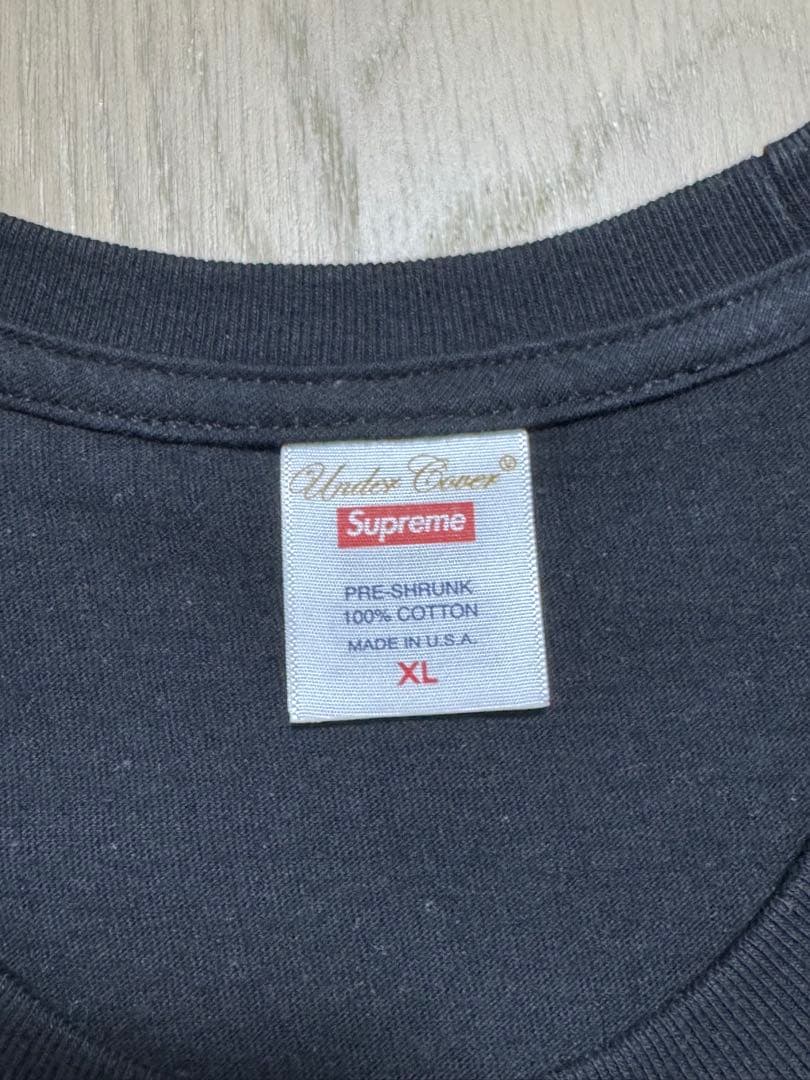 Under Cover®
Supreme
PRE-SHRUNK
100% COTTON
MADE IN U.S.A.
XL